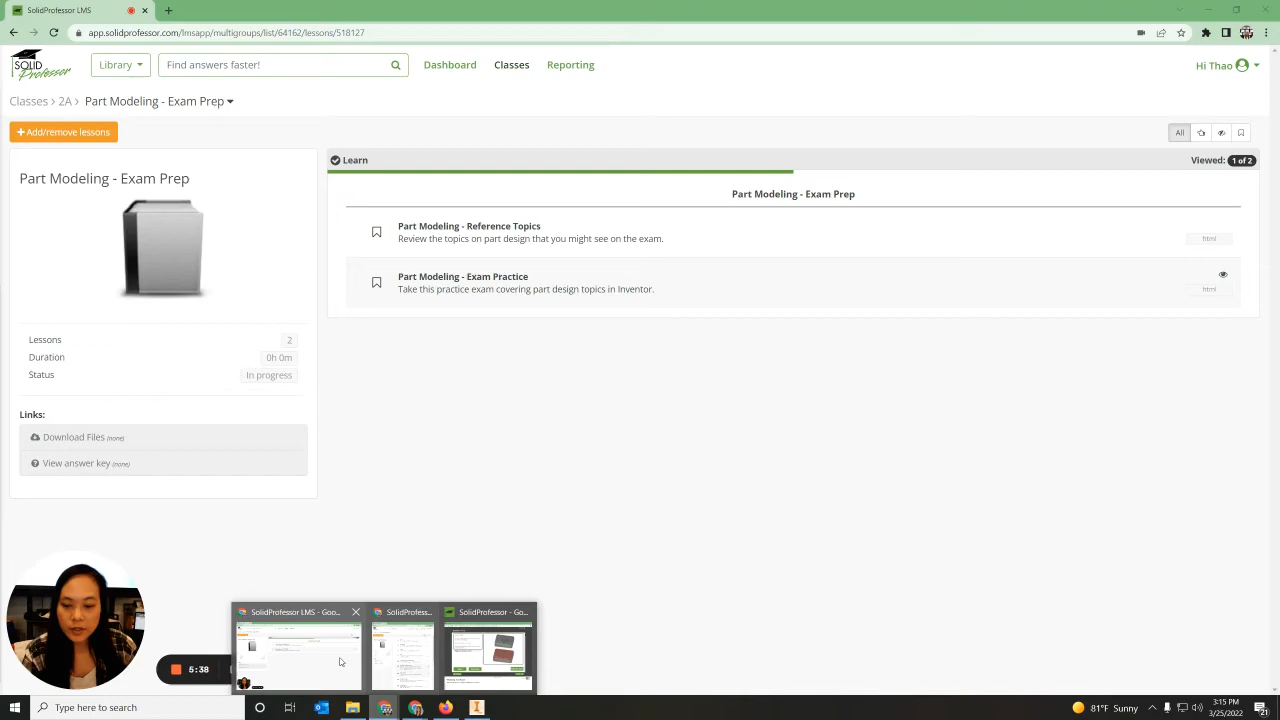 SolidProfessor LMS
app.solidprofessor.com/lmsapp/multigroups/list/64162/lessons/518127
SOLID
Professor
Library
Find answers faster!
Dashboard
Classes
Reporting
Hi Thao
Classes > 2A > Part Modeling - Exam Prep
+ Add/remove lessons
All
Part Modeling - Exam Prep
Lessons
2
Duration
0h 0m
Status
In progress
Links:
Download Files (none)
View answer key (none)
Learn
Viewed: 1 of 2
Part Modeling - Exam Prep
Part Modeling - Reference Topics
Review the topics on part design that you might see on the exam.
html
Part Modeling - Exam Practice
Take this practice exam covering part design topics in Inventor.
html
5:38
SolidProfessor LMS - Goo...
SolidProfess...
SolidProfessor - Go...
Type here to search
81°F Sunny
3:15 PM
3/25/2022
21